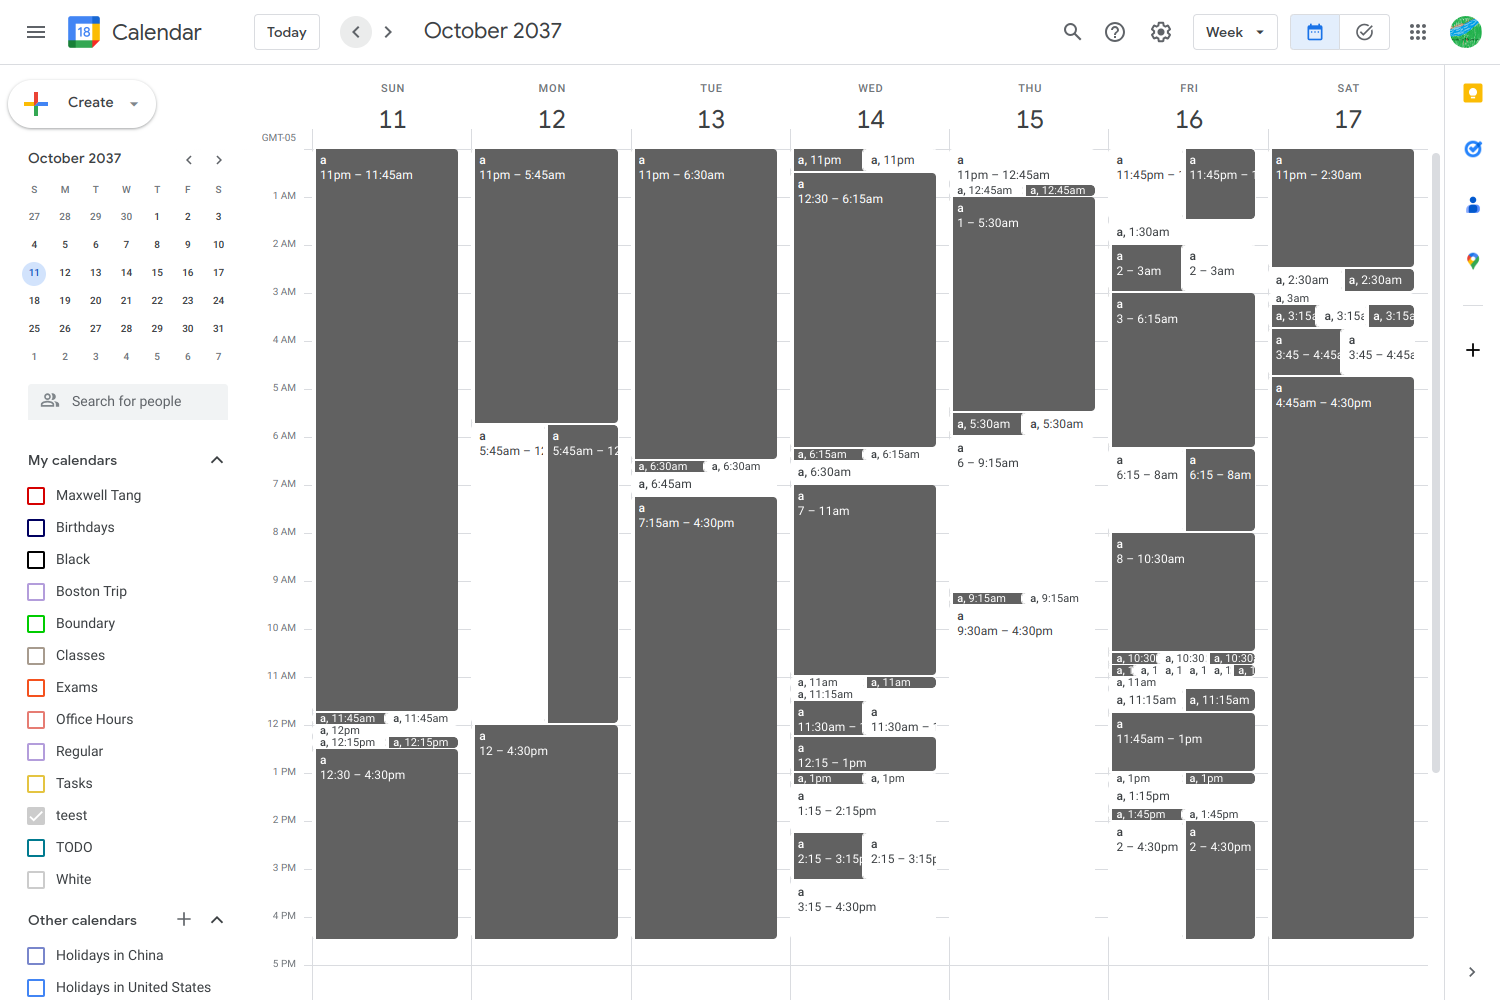 18 Calendar Today October 2037 Week
Create
SUN MON TUE WED THU FRI SAT
11 12 13 14 15 16 17
GMT-05
October 2037
S M T W T F S
27 28 29 30 1 2 3
4 5 6 7 8 9 10
11 12 13 14 15 16 17
18 19 20 21 22 23 24
25 26 27 28 29 30 31
1 2 3 4 5 6 7
Search for people
My calendars
Maxwell Tang
Birthdays
Black
Boston Trip
Boundary
Classes
Exams
Office Hours
Regular
Tasks
teest
TODO
White
Other calendars
Holidays in China
Holidays in United States
1 AM
2 AM
3 AM
4 AM
5 AM
6 AM
7 AM
8 AM
9 AM
10 AM
11 AM
12 PM
1 PM
2 PM
3 PM
4 PM
5 PM
a
11pm – 11:45am
a, 11:45am
a, 11:45am
a, 12pm
a, 12:15pm
a, 12:15pm
a
12:30 – 4:30pm
a
11pm – 5:45am
a
5:45am – 12
a
5:45am – 12
a
12 – 4:30pm
a
11pm – 6:30am
a, 6:30am
a, 6:30am
a, 6:45am
a
7:15am – 4:30pm
a, 11pm
a, 11pm
a
12:30 – 6:15am
a, 6:15am
a, 6:15am
a, 6:30am
a
7 – 11am
a, 11am
a, 11am
a, 11:15am
a
11:30am –
a
11:30am –
a
12:15 – 1pm
a, 1pm
a, 1pm
a
1:15 – 2:15pm
a
2:15 – 3:15p
a
2:15 – 3:15p
a
3:15 – 4:30pm
a
11pm – 12:45am
a, 12:45am
a, 12:45am
a
1 – 5:30am
a, 5:30am
a, 5:30am
a
6 – 9:15am
a, 9:15am
a, 9:15am
a
9:30am – 4:30pm
a
11:45pm –
a
11:45pm – 1
a, 1:30am
a
2 – 3am
a
2 – 3am
a
3 – 6:15am
a
6:15 – 8am
a
6:15 – 8am
a
8 – 10:30am
a, 10:30
a, 10:30
a, 10:30
a, 1
a, 1
a, 1
a, 1
a, 1
a, 1
a, 11am
a, 11:15am
a, 11:15am
a
11:45am – 1pm
a, 1pm
a, 1pm
a, 1:15pm
a, 1:45pm
a, 1:45pm
a
2 – 4:30pm
a
2 – 4:30pm
a
11pm – 2:30am
a, 2:30am
a, 2:30am
a, 3am
a, 3:15a
a, 3:15a
a, 3:15a
a
3:45 – 4:45a
a
3:45 – 4:45a
a
4:45am – 4:30pm